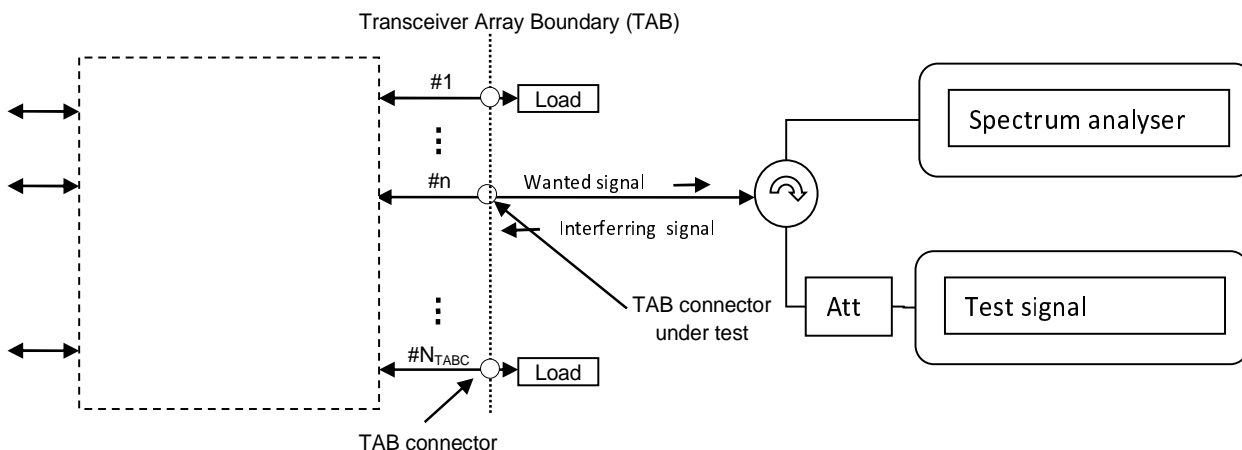 Transceiver Array Boundary (TAB)
#1
Load
Spectrum analyser
#n
Wanted signal
Interferring signal
TAB connector
under test
Att
Test signal
#NTABC
Load
TAB connector